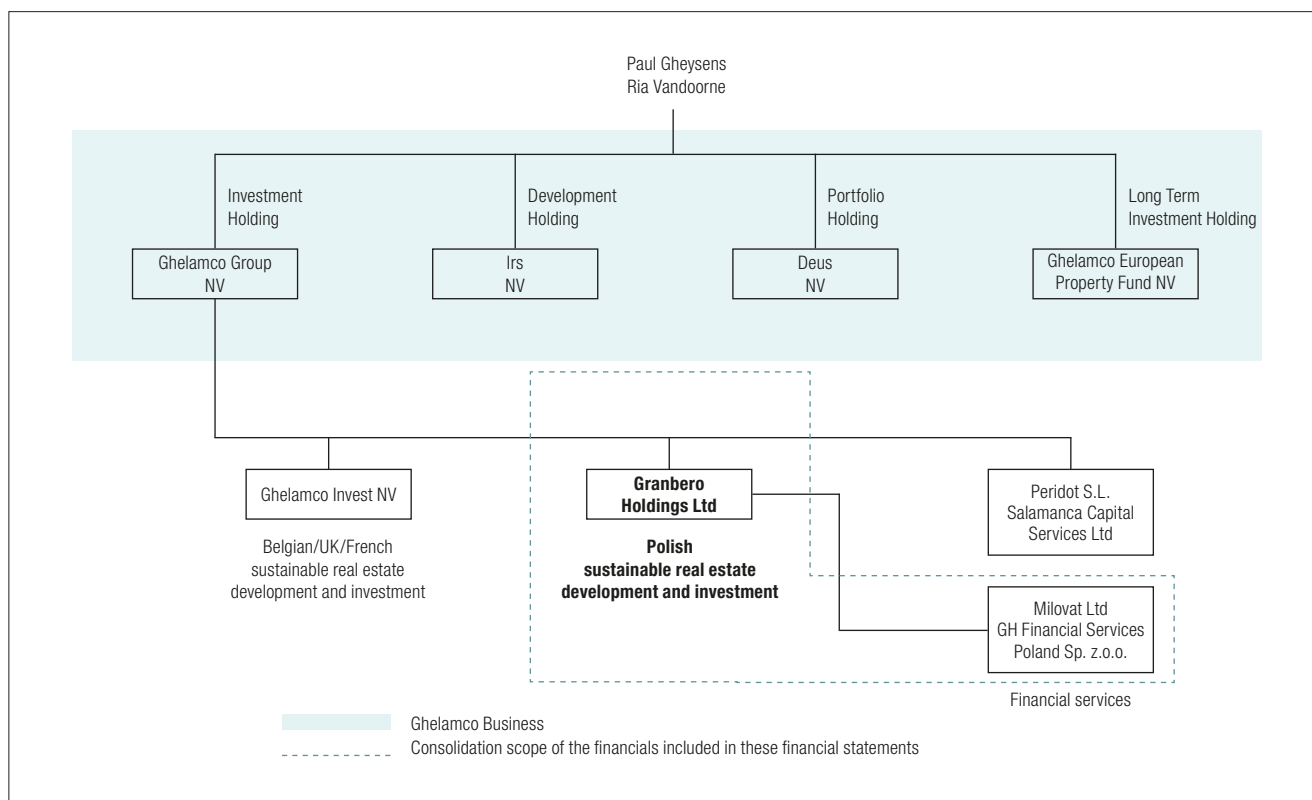 Paul Gheysens
Ria Vandoorne
Investment
Holding
Development
Holding
Portfolio
Holding
Long Term
Investment Holding
Ghelamco Group
NV
Irs
NV
Deus
NV
Ghelamco European
Property Fund NV
Ghelamco Invest NV
Belgian/UK/French
sustainable real estate
development and investment
Granbero
Holdings Ltd
Polish
sustainable real estate
development and investment
Peridot S.L.
Salamanca Capital
Services Ltd
Milovat Ltd
GH Financial Services
Poland Sp. z.o.o.
Financial services
Ghelamco Business
Consolidation scope of the financials included in these financial statements